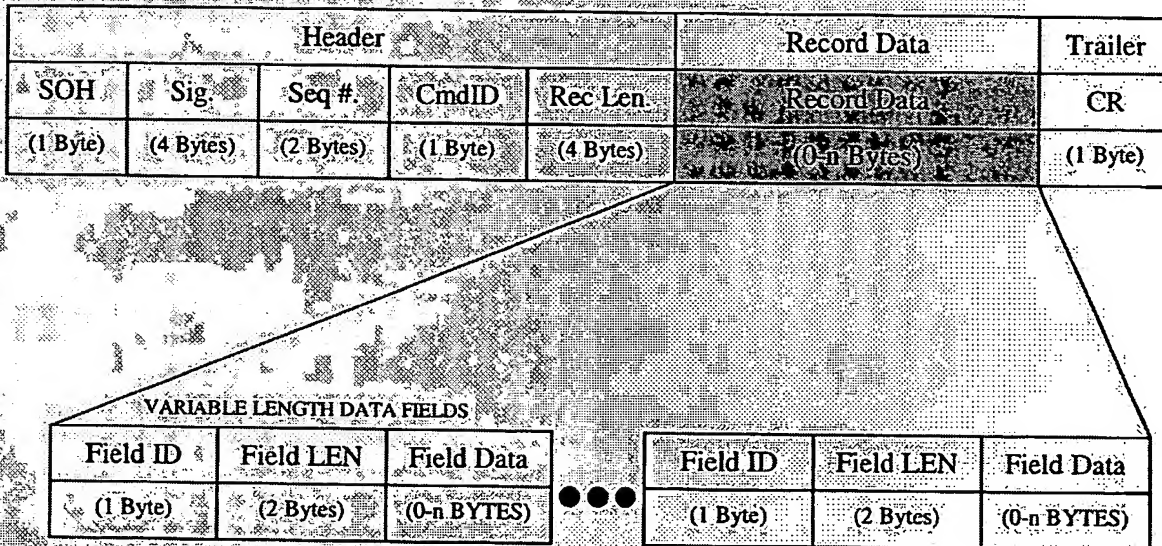 Header Record Data Trailer
SOH Sig. Seq #. CmdID Rec Len. Record Data CR
(1 Byte) (4 Bytes) (2 Bytes) (1 Byte) (4 Bytes) (0-n Bytes) (1 Byte)
VARIABLE LENGTH DATA FIELDS
Field ID Field LEN Field Data Field ID Field LEN Field Data
(1 Byte) (2 Bytes) (0-n BYTES) ●●● (1 Byte) (2 Bytes) (0-n BYTES)